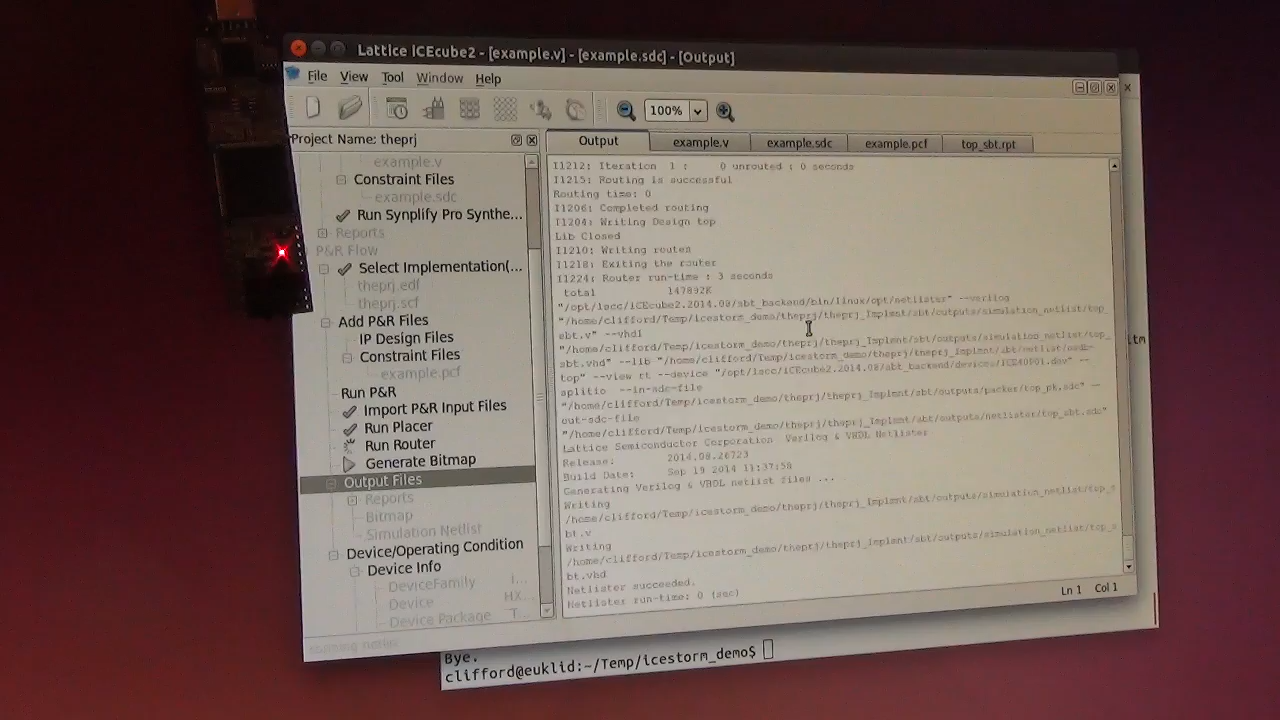 Lattice iCEcube2 - [example.v] - [example.sdc] - [Output]
File View Tool Window Help
100%
Project Name: theprj
example.v
Constraint Files
example.sdc
Run Synplify Pro Synthe...
Reports
P&R Flow
Select Implementation(...
theprj.edf
theprj.scf
Add P&R Files
IP Design Files
Constraint Files
example.pcf
Run P&R
Import P&R Input Files
Run Placer
Run Router
Generate Bitmap
Output Files
Reports
Bitmap
Simulation Netlist
Device/Operating Condition
Device Info
DeviceFamily I...
Device HX...
Device Package T...
Output example.v example.sdc example.pcf top_sbt.rpt
I1212: Iteration 1 : 0 unrouted : 0 seconds
I1215: Routing is successful
Routing time: 0
I1206: Completed routing
I1204: Writing Design top
Lib Closed
I1210: Writing routes
I1218: Exiting the router
I1224: Router run-time : 3 seconds
total 147892K
"/opt/lscc/iCEcube2.2014.08/sbt_backend/bin/linux/opt/netlister" --verilog
"/home/clifford/Temp/icestorm_demo/theprj/theprj_Implmnt/sbt/outputs/simulation_netlist/top_
sbt.v" --vhdl
"/home/clifford/Temp/icestorm_demo/theprj/theprj_Implmnt/sbt/outputs/simulation_netlist/top_
sbt.vhd" --lib "/home/clifford/Temp/icestorm_demo/theprj/theprj_Implmnt/sbt/netlist/oadb-
top" --view rt --device "/opt/lscc/iCEcube2.2014.08/sbt_backend/devices/ICE40P01.dev" --
splitio --in-sdc-file
"/home/clifford/Temp/icestorm_demo/theprj/theprj_Implmnt/sbt/outputs/packer/top_pk.sdc" --
out-sdc-file
"/home/clifford/Temp/icestorm_demo/theprj/theprj_Implmnt/sbt/outputs/netlister/top_sbt.sdc"
Lattice Semiconductor Corporation Verilog & VHDL Netlister
Release: 2014.08.26723
Build Date: Sep 19 2014 11:37:58
Generating Verilog & VHDL netlist files ...
Writing
/home/clifford/Temp/icestorm_demo/theprj/theprj_Implmnt/sbt/outputs/simulation_netlist/top_s
bt.v
Writing
/home/clifford/Temp/icestorm_demo/theprj/theprj_Implmnt/sbt/outputs/simulation_netlist/top_s
bt.vhd
Netlister succeeded.
Netlister run-time: 0 (sec)
Ln 1 Col 1
Bye.
clifford@euklid:~/Temp/icestorm_demo$